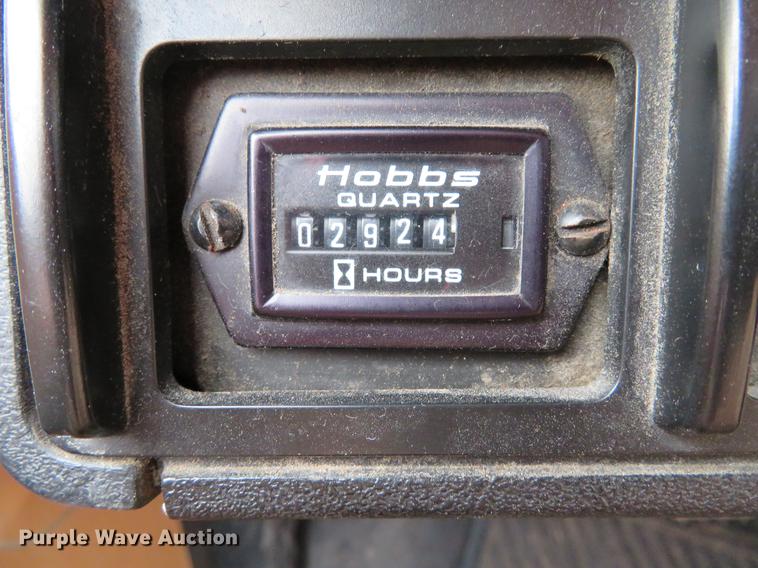 Hobbs
QUARTZ
02924
HOURS
Purple Wave Auction